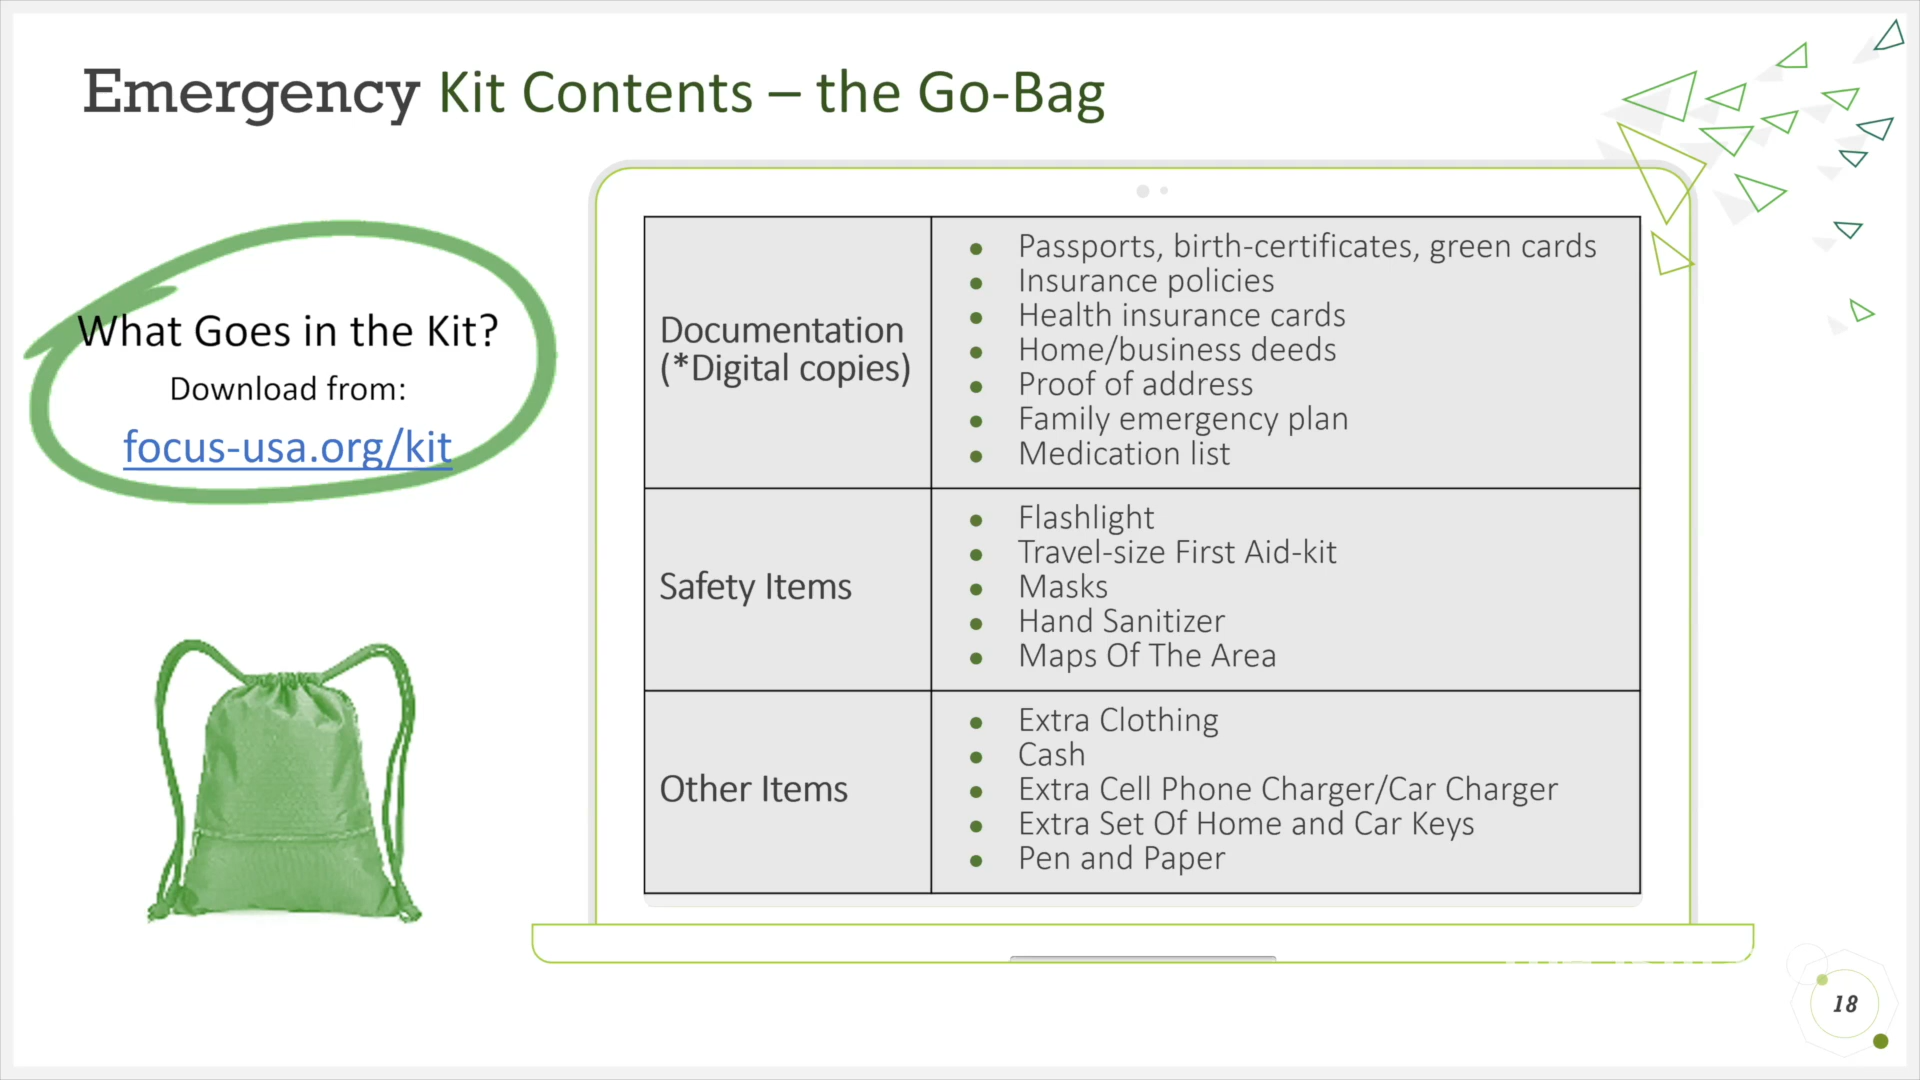 Emergency Kit Contents – the Go-Bag
What Goes in the Kit?
Download from:
focus-usa.org/kit
Documentation
(*Digital copies)
Passports, birth-certificates, green cards
Insurance policies
Health insurance cards
Home/business deeds
Proof of address
Family emergency plan
Medication list
Safety Items
Flashlight
Travel-size First Aid-kit
Masks
Hand Sanitizer
Maps Of The Area
Other Items
Extra Clothing
Cash
Extra Cell Phone Charger/Car Charger
Extra Set Of Home and Car Keys
Pen and Paper
18